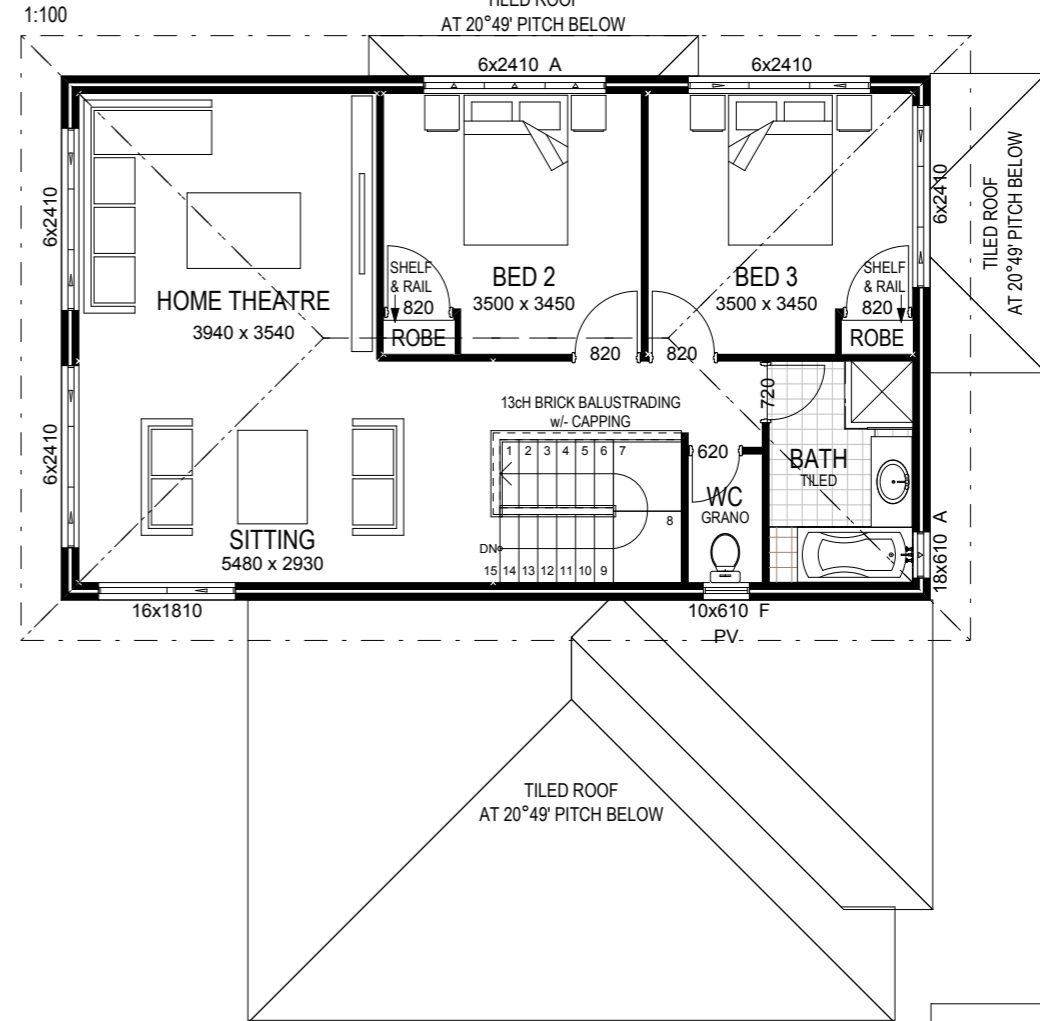 1:100
TILED ROOF
AT 20°49' PITCH BELOW
6x2410 A
6x2410
6x2410
6x2410
TILED ROOF
AT 20°49' PITCH BELOW
HOME THEATRE
3940 x 3540
SHELF
& RAIL
820
ROBE
BED 2
3500 x 3450
820
BED 3
3500 x 3450
820
SHELF
& RAIL
820
ROBE
6x2410
13cH BRICK BALUSTRADING
w/- CAPPING
720
620
BATH
TILED
WC
GRANO
1 2 3 4 5 6 7
8
DN
15 14 13 12 11 10 9
SITTING
5480 x 2930
18x610 A
16x1810
10x610 F
PV
TILED ROOF
AT 20°49' PITCH BELOW